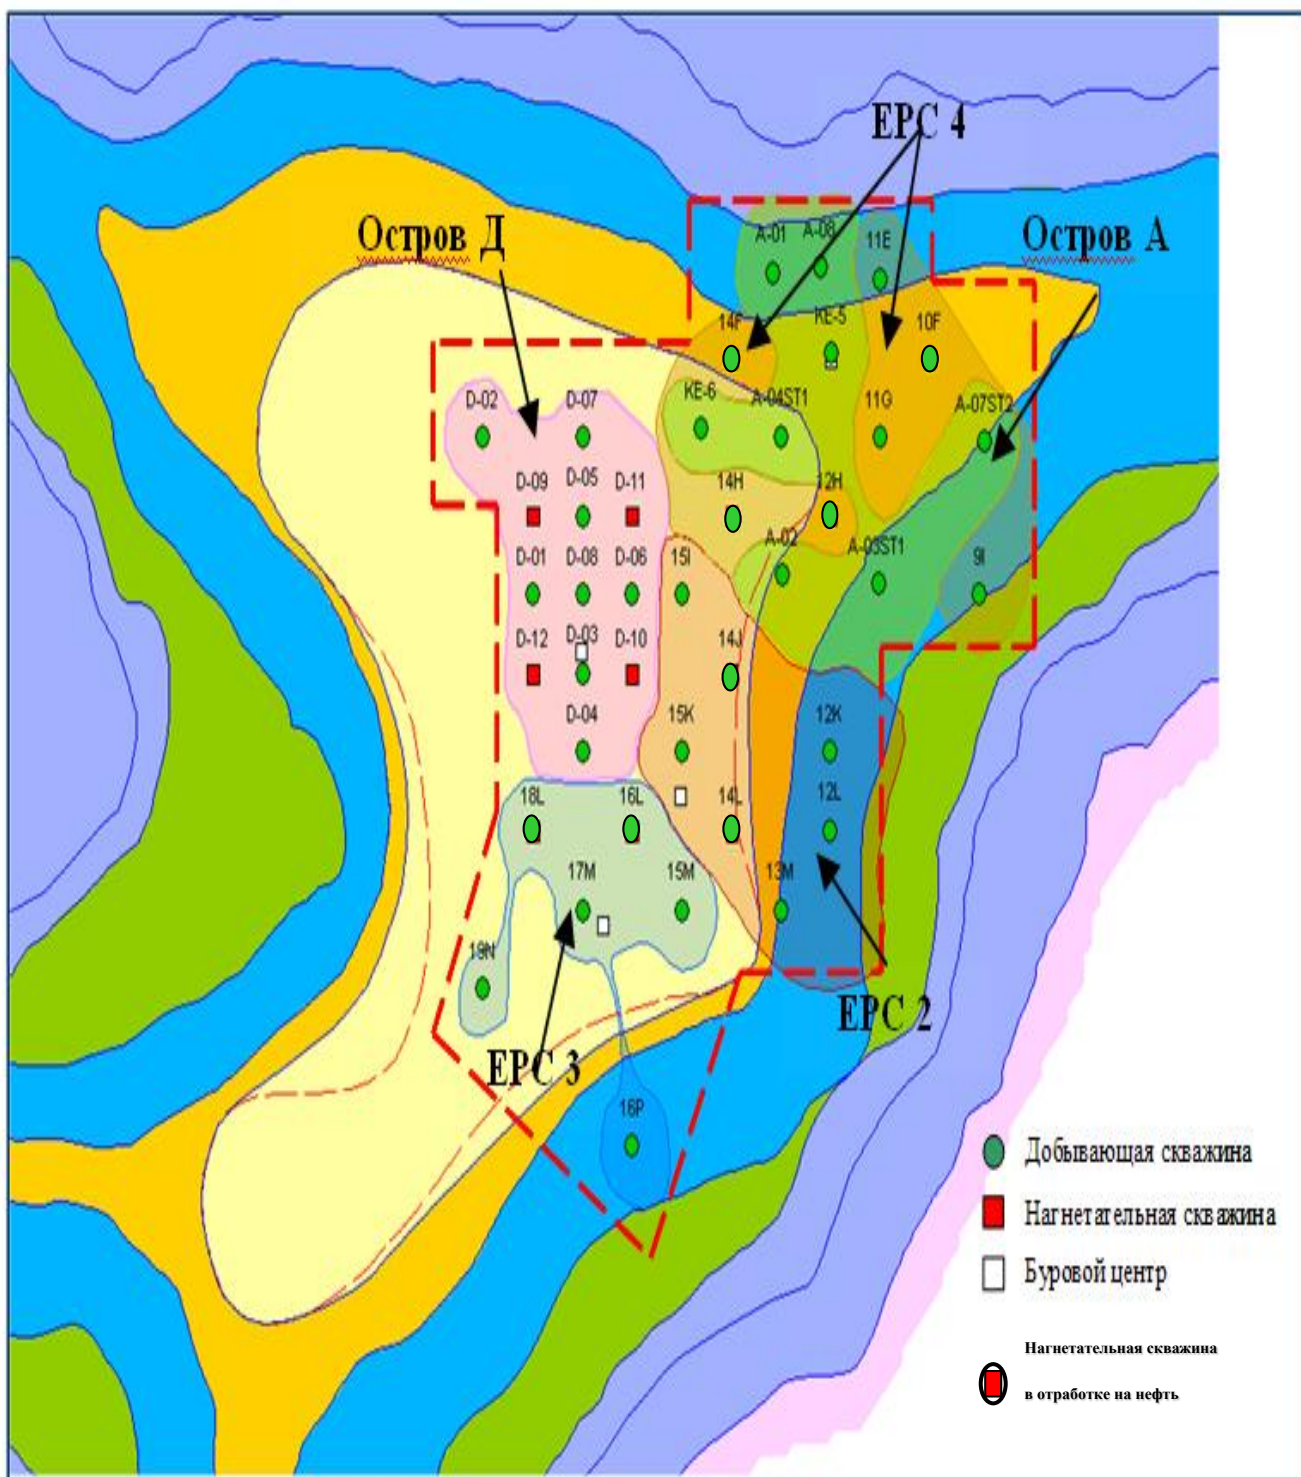 ЕРС 4
Остров Д
Остров А
A-01
A-08
11E
14F
KE-5
10F
D-02
D-07
KE-6
A-04ST1
11G
A-07ST2
D-09
D-05
D-11
14H
12H
D-01
D-08
D-06
15I
A-02
A-03ST1
9I
D-12
D-03
D-10
14J
D-04
15K
12K
18L
16L
14L
12L
17M
15M
13M
19N
ЕРС 2
ЕРС 3
16P
Добывающая скважина
Нагнетательная скважина
Буровой центр
Нагнетательная скважина
в отработке на нефть